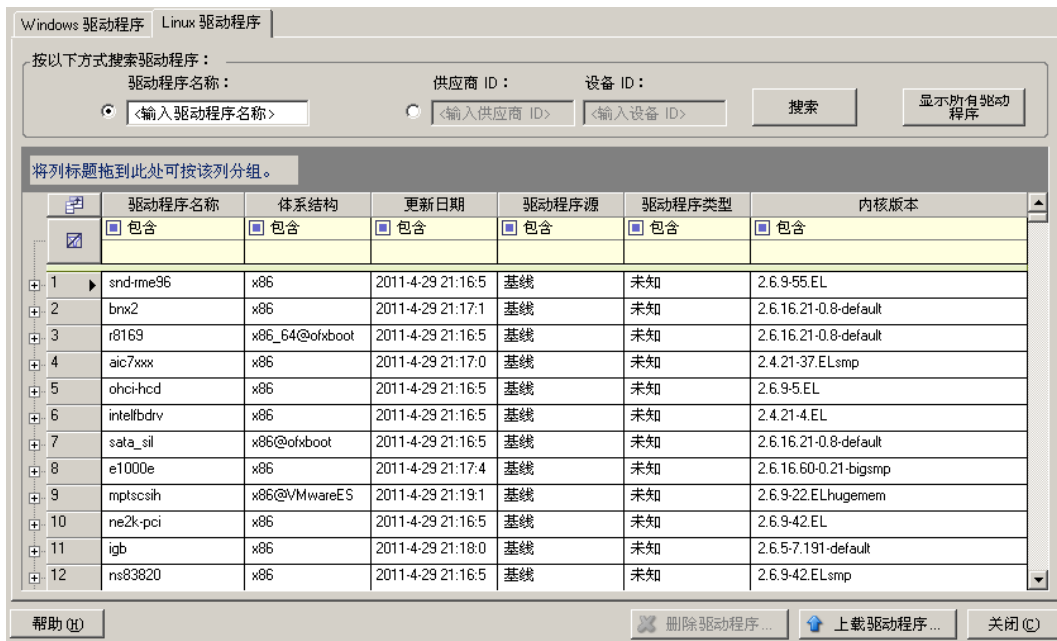 Windows 驱动程序 Linux 驱动程序
按以下方式搜索驱动程序：
驱动程序名称： 供应商 ID： 设备 ID：
<输入驱动程序名称> <输入供应商 ID> <输入设备 ID> 搜索 显示所有驱动程序
将列标题拖到此处可按该列分组。
驱动程序名称 体系结构 更新日期 驱动程序源 驱动程序类型 内核版本
包含 包含 包含 包含 包含 包含
1 snd-rme96 x86 2011-4-29 21:16:5 基线 未知 2.6.9-55.EL
2 bnx2 x86 2011-4-29 21:17:1 基线 未知 2.6.16.21-0.8-default
3 r8169 x86_64@ofxboot 2011-4-29 21:16:5 基线 未知 2.6.16.21-0.8-default
4 aic7xxx x86 2011-4-29 21:17:0 基线 未知 2.4.21-37.ELsmp
5 ohci-hcd x86 2011-4-29 21:16:5 基线 未知 2.6.9-5.EL
6 intelfbdrv x86 2011-4-29 21:16:5 基线 未知 2.4.21-4.EL
7 sata_sil x86@ofxboot 2011-4-29 21:16:5 基线 未知 2.6.16.21-0.8-default
8 e1000e x86 2011-4-29 21:17:4 基线 未知 2.6.16.60-0.21-bigsmp
9 mptscsih x86@VMwareES 2011-4-29 21:19:1 基线 未知 2.6.9-22.ELhugemem
10 ne2k-pci x86 2011-4-29 21:16:5 基线 未知 2.6.9-42.EL
11 igb x86 2011-4-29 21:18:0 基线 未知 2.6.5-7.191-default
12 ns83820 x86 2011-4-29 21:16:5 基线 未知 2.6.9-42.ELsmp
帮助(H) 删除驱动程序... 上载驱动程序... 关闭(C)